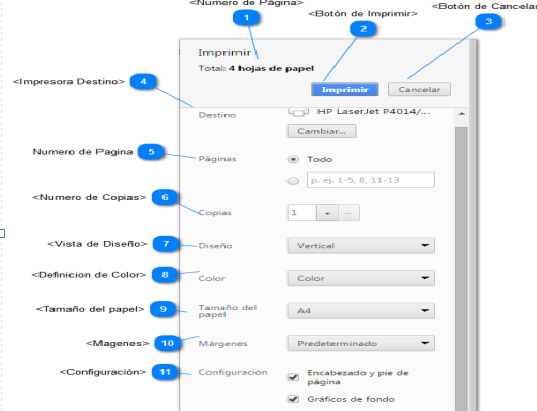 <Numero de Página>
<Botón de Imprimir>
<Botón de Cancelar
1
2
3
Imprimir
Total: 4 hojas de papel
Imprimir
Cancelar
<Impresora Destino> 4
Destino
HP LaserJet P4014/...
Cambiar...
Numero de Pagina 5
Páginas
Todo
p. ej. 1-5, 8, 11-13
<Numero de Copias> 6
Copias
1 + -
<Vista de Diseño> 7
Diseño
Vertical
<Definicion de Color> 8
Color
Color
<Tamaño del papel> 9
Tamaño del
papel
A4
<Magenes> 10
Márgenes
Predeterminado
<Configuración> 11
Configuración
Encabezado y pie de
página
Gráficos de fondo